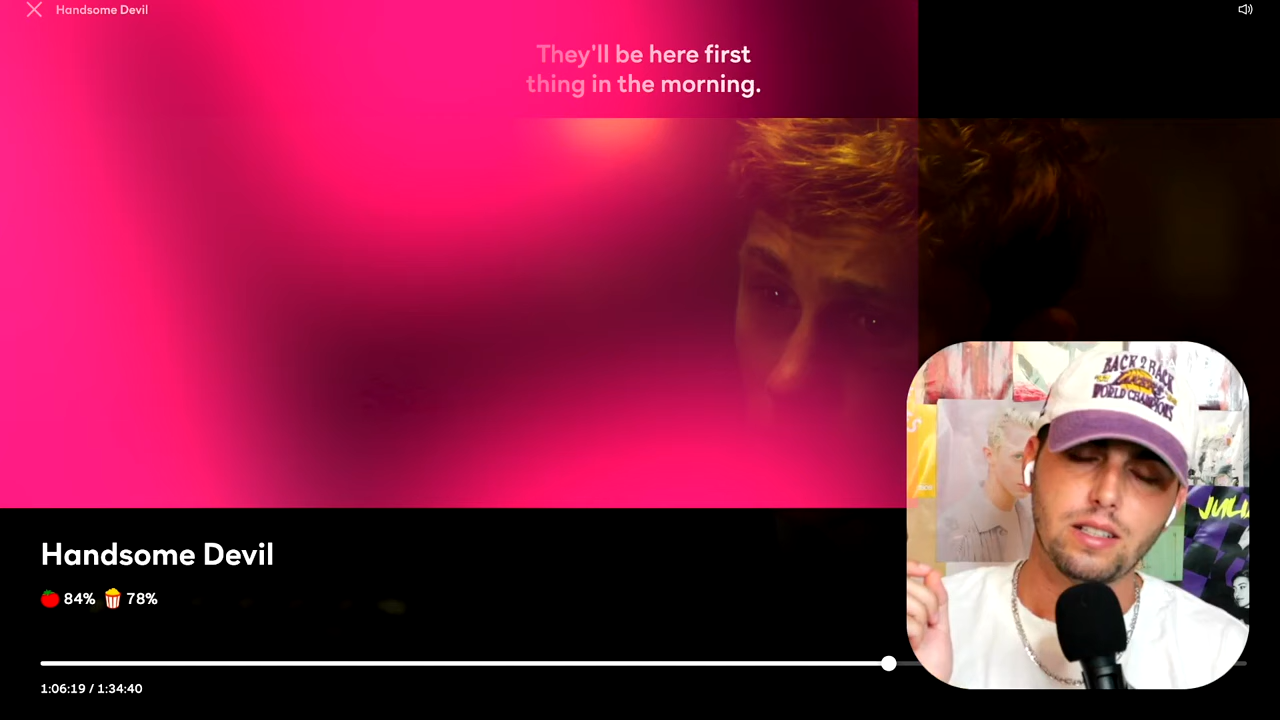 Handsome Devil
They'll be here first
thing in the morning.
BACK 2 BACK
LAKERS
WORLD CHAMPIONS
Handsome Devil
84% 78%
1:06:19 / 1:34:40